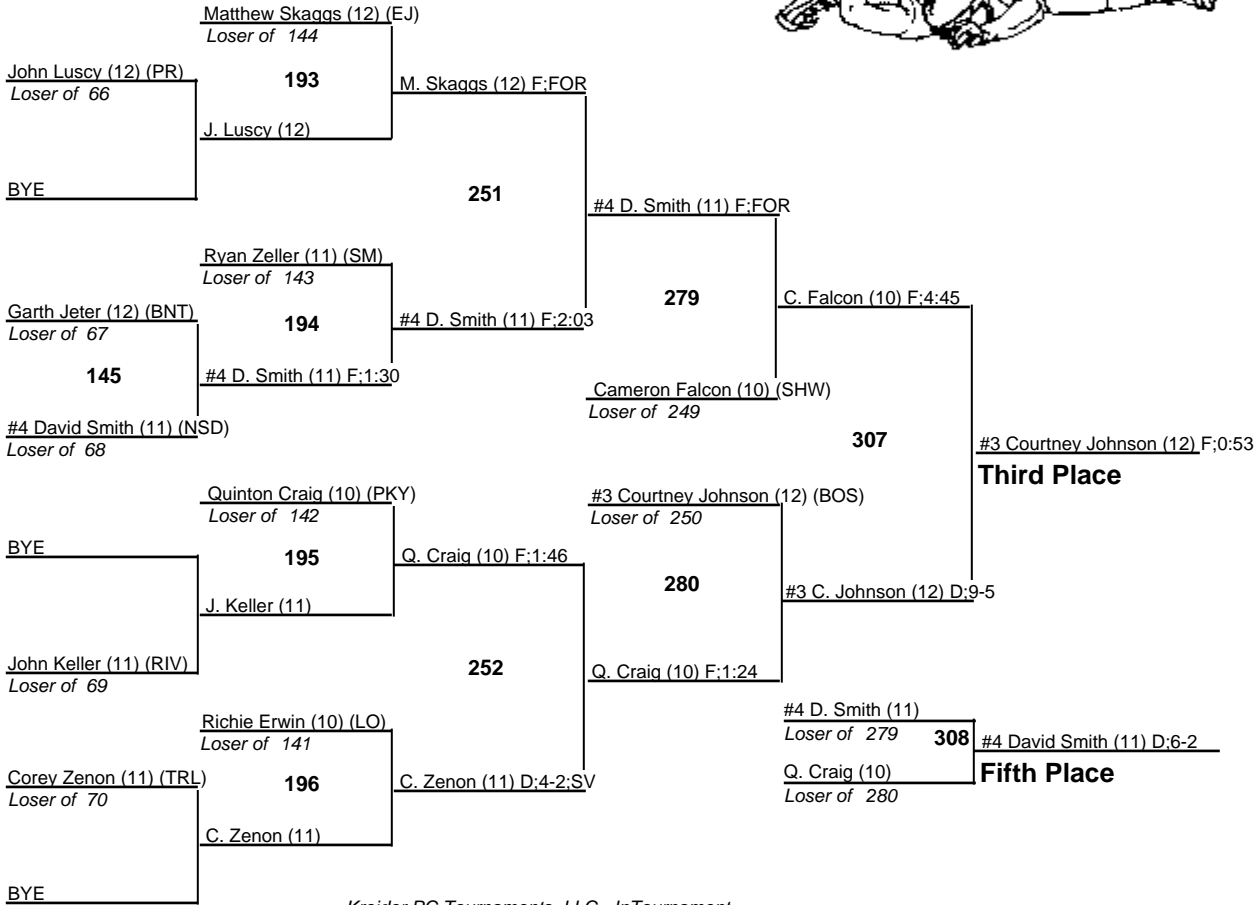 Matthew Skaggs (12) (EJ)
Loser of 144
John Luscy (12) (PR)
Loser of 66
193
M. Skaggs (12) F;FOR
J. Luscy (12)
BYE
251
#4 D. Smith (11) F;FOR
Ryan Zeller (11) (SM)
Loser of 143
Garth Jeter (12) (BNT)
Loser of 67
194
#4 D. Smith (11) F;2:03
279
C. Falcon (10) F;4:45
145
#4 D. Smith (11) F;1:30
Cameron Falcon (10) (SHW)
Loser of 249
#4 David Smith (11) (NSD)
Loser of 68
307
#3 Courtney Johnson (12) F;0:53
Third Place
Quinton Craig (10) (PKY)
Loser of 142
#3 Courtney Johnson (12) (BOS)
Loser of 250
BYE
195
Q. Craig (10) F;1:46
280
#3 C. Johnson (12) D;9-5
J. Keller (11)
John Keller (11) (RIV)
Loser of 69
252
Q. Craig (10) F;1:24
Richie Erwin (10) (LO)
Loser of 141
#4 D. Smith (11)
Loser of 279
308
#4 David Smith (11) D;6-2
Fifth Place
Q. Craig (10)
Loser of 280
Corey Zenon (11) (TRL)
Loser of 70
196
C. Zenon (11) D;4-2;SV
C. Zenon (11)
BYE